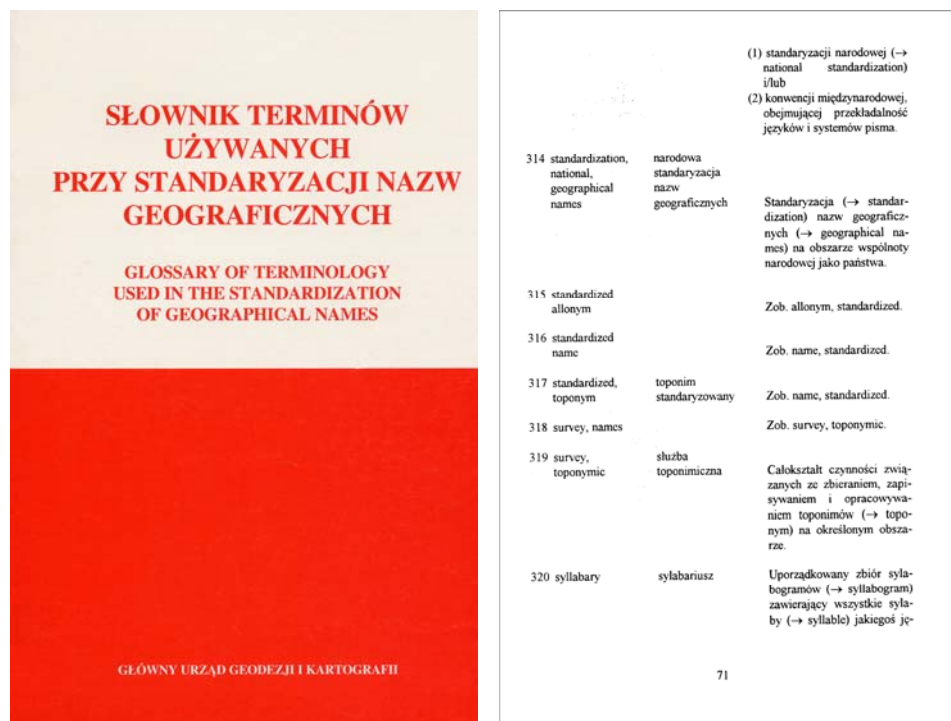 SŁOWNIK TERMINÓW
UŻYWANYCH
PRZY STANDARYZACJI NAZW
GEOGRAFICZNYCH
GLOSSARY OF TERMINOLOGY
USED IN THE STANDARDIZATION
OF GEOGRAPHICAL NAMES
GŁÓWNY URZĄD GEODEZJI I KARTOGRAFII
(1) standaryzacji narodowej (→
national standardization)
i/lub
(2) konwencji międzynarodowej,
obejmującej przekładalność
języków i systemów pisma.
314 standardization,
national,
geographical
names
narodowa
standaryzacja
nazw
geograficznych
Standaryzacja (→ standar-
dization) nazw geograficz-
nych (→ geographical na-
mes) na obszarze wspólnoty
narodowej jako państwa.
315 standardized
allonym
Zob. allonym, standardized.
316 standardized
name
Zob. name, standardized.
317 standardized,
toponym
toponim
standaryzowany
Zob. name, standardized.
318 survey, names
Zob. survey, toponymic.
319 survey,
toponymic
służba
toponimiczna
Całokształt czynności zwią-
zanych ze zbieraniem, zapi-
sywaniem i opracowywa-
niem toponimów (→ topo-
nym) na określonym obsza-
rze.
320 syllabary
sylabariusz
Uporządkowany zbiór syla-
bogramów (→ syllabogram)
zawierający wszystkie syla-
by (→ syllable) jakiegoś ję-
71